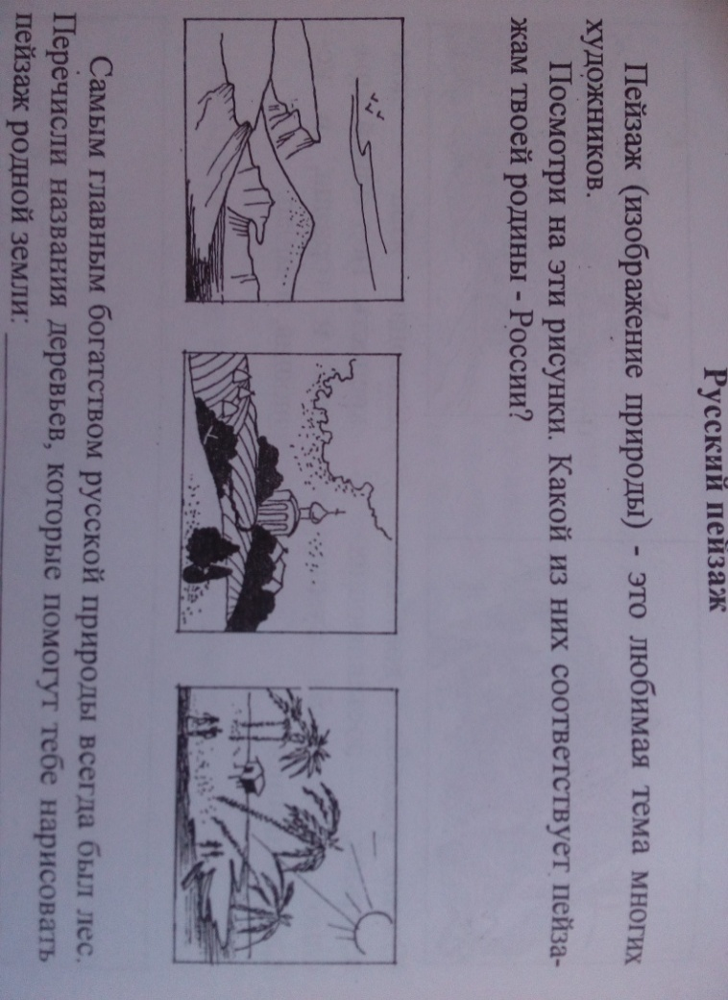 Русский пейзаж
Пейзаж (изображение природы) - это любимая тема многих
художников.
Посмотри на эти рисунки. Какой из них соответствует пейза-
жам твоей родины - России?
Самым главным богатством русской природы всегда был лес.
Перечисли названия деревьев, которые помогут тебе нарисовать
пейзаж родной земли: